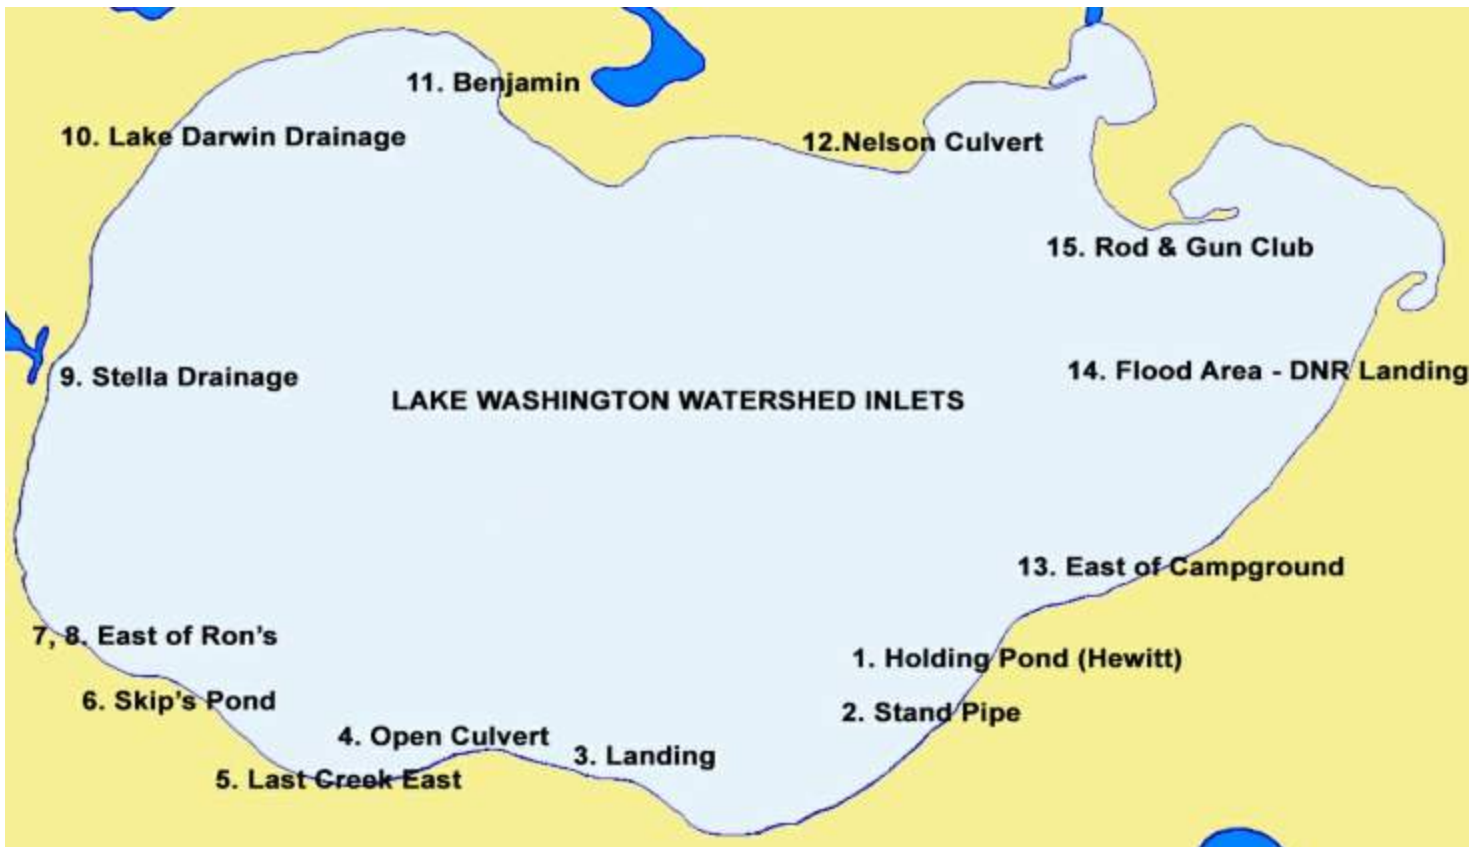 11. Benjamin
10. Lake Darwin Drainage
12.Nelson Culvert
15. Rod & Gun Club
9. Stella Drainage
14. Flood Area - DNR Landing
LAKE WASHINGTON WATERSHED INLETS
13. East of Campground
7, 8. East of Ron's
1. Holding Pond (Hewitt)
6. Skip's Pond
2. Stand Pipe
4. Open Culvert
3. Landing
5. Last Creek East